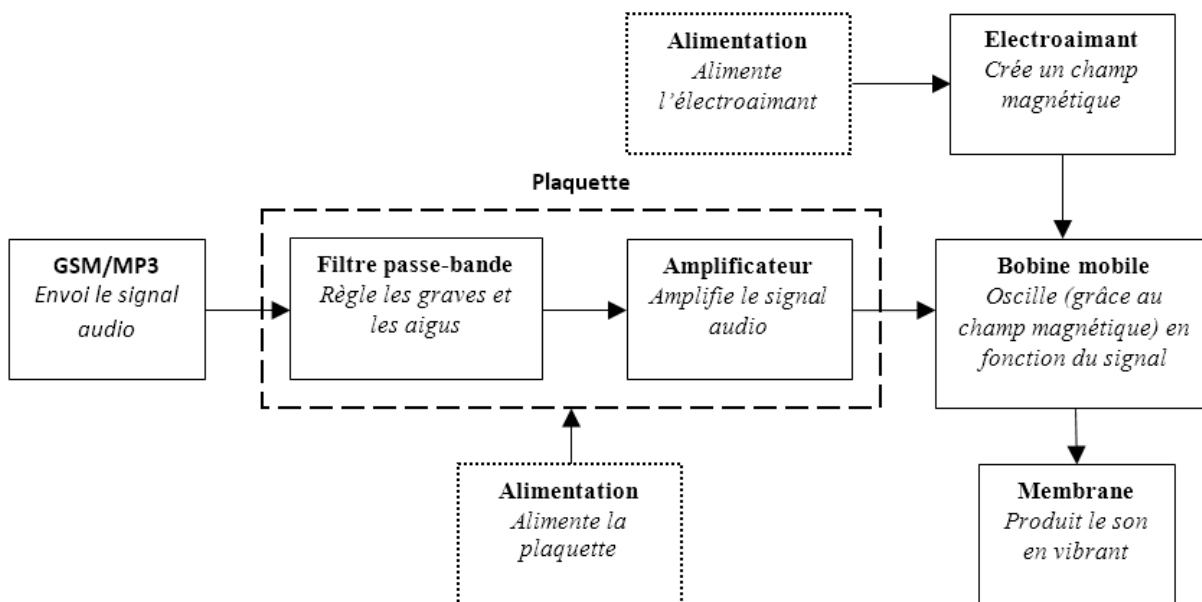 Alimentation
Alimente
l'électroaimant
Electroaimant
Crée un champ
magnétique
Plaquette
GSM/MP3
Envoi le signal
audio
Filtre passe-bande
Règle les graves et
les aigus
Amplificateur
Amplifie le signal
audio
Bobine mobile
Oscille (grâce au
champ magnétique) en
fonction du signal
Alimentation
Alimente la
plaquette
Membrane
Produit le son
en vibrant